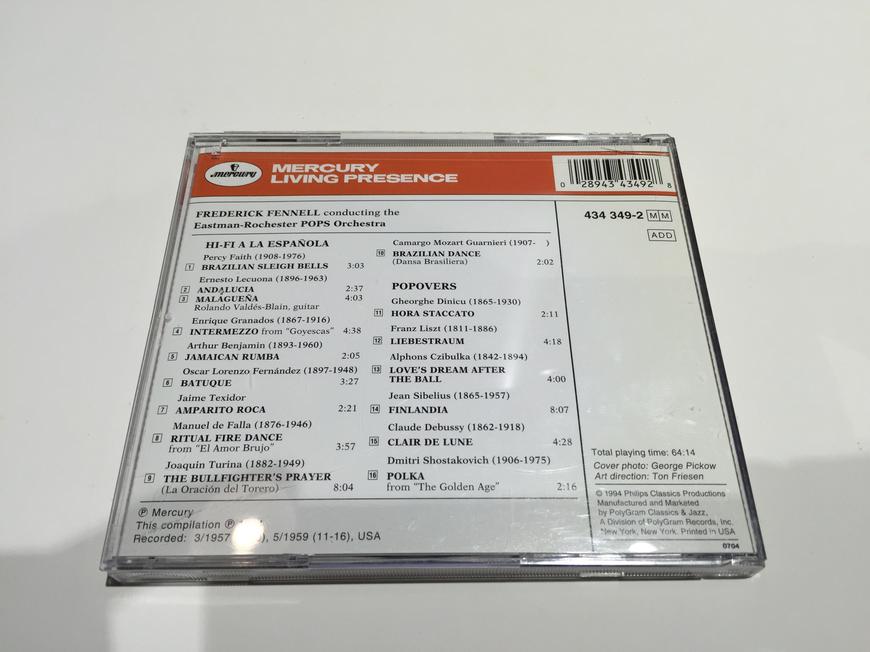 mercury
MERCURY
LIVING PRESENCE
0 28943 43492 8
434 349-2 MM
ADD
FREDERICK FENNELL conducting the
Eastman-Rochester POPS Orchestra
HI-FI A LA ESPAÑOLA
Percy Faith (1908-1976)
1 BRAZILIAN SLEIGH BELLS 3:03
Ernesto Lecuona (1896-1963)
2 ANDALUCIA 2:37
3 MALAGUEÑA 4:03
Rolando Valdés-Blain, guitar
Enrique Granados (1867-1916)
4 INTERMEZZO from "Goyescas" 4:38
Arthur Benjamin (1893-1960)
5 JAMAICAN RUMBA 2:05
Oscar Lorenzo Fernández (1897-1948)
6 BATUQUE 3:27
Jaime Texidor
7 AMPARITO ROCA 2:21
Manuel de Falla (1876-1946)
8 RITUAL FIRE DANCE
from "El Amor Brujo" 3:57
Joaquín Turina (1882-1949)
9 THE BULLFIGHTER'S PRAYER
(La Oración del Torero) 8:04
Camargo Mozart Guarnieri (1907- )
10 BRAZILIAN DANCE
(Dansa Brasiliera) 2:02
POPOVERS
Gheorghe Dinicu (1865-1930)
11 HORA STACCATO 2:11
Franz Liszt (1811-1886)
12 LIEBESTRAUM 4:18
Alphons Czibulka (1842-1894)
13 LOVE'S DREAM AFTER
THE BALL 4:00
Jean Sibelius (1865-1957)
14 FINLANDIA 8:07
Claude Debussy (1862-1918)
15 CLAIR DE LUNE 4:28
Dmitri Shostakovich (1906-1975)
16 POLKA
from "The Golden Age" 2:16
℗ Mercury
This compilation ℗
Recorded: 3/1957 5/1959 (11-16), USA
Total playing time: 64:14
Cover photo: George Pickow
Art direction: Ton Friesen
© 1994 Philips Classics Productions
Manufactured and Marketed
by PolyGram Classics & Jazz,
A Division of PolyGram Records, Inc.
New York, New York. Printed in USA
0704